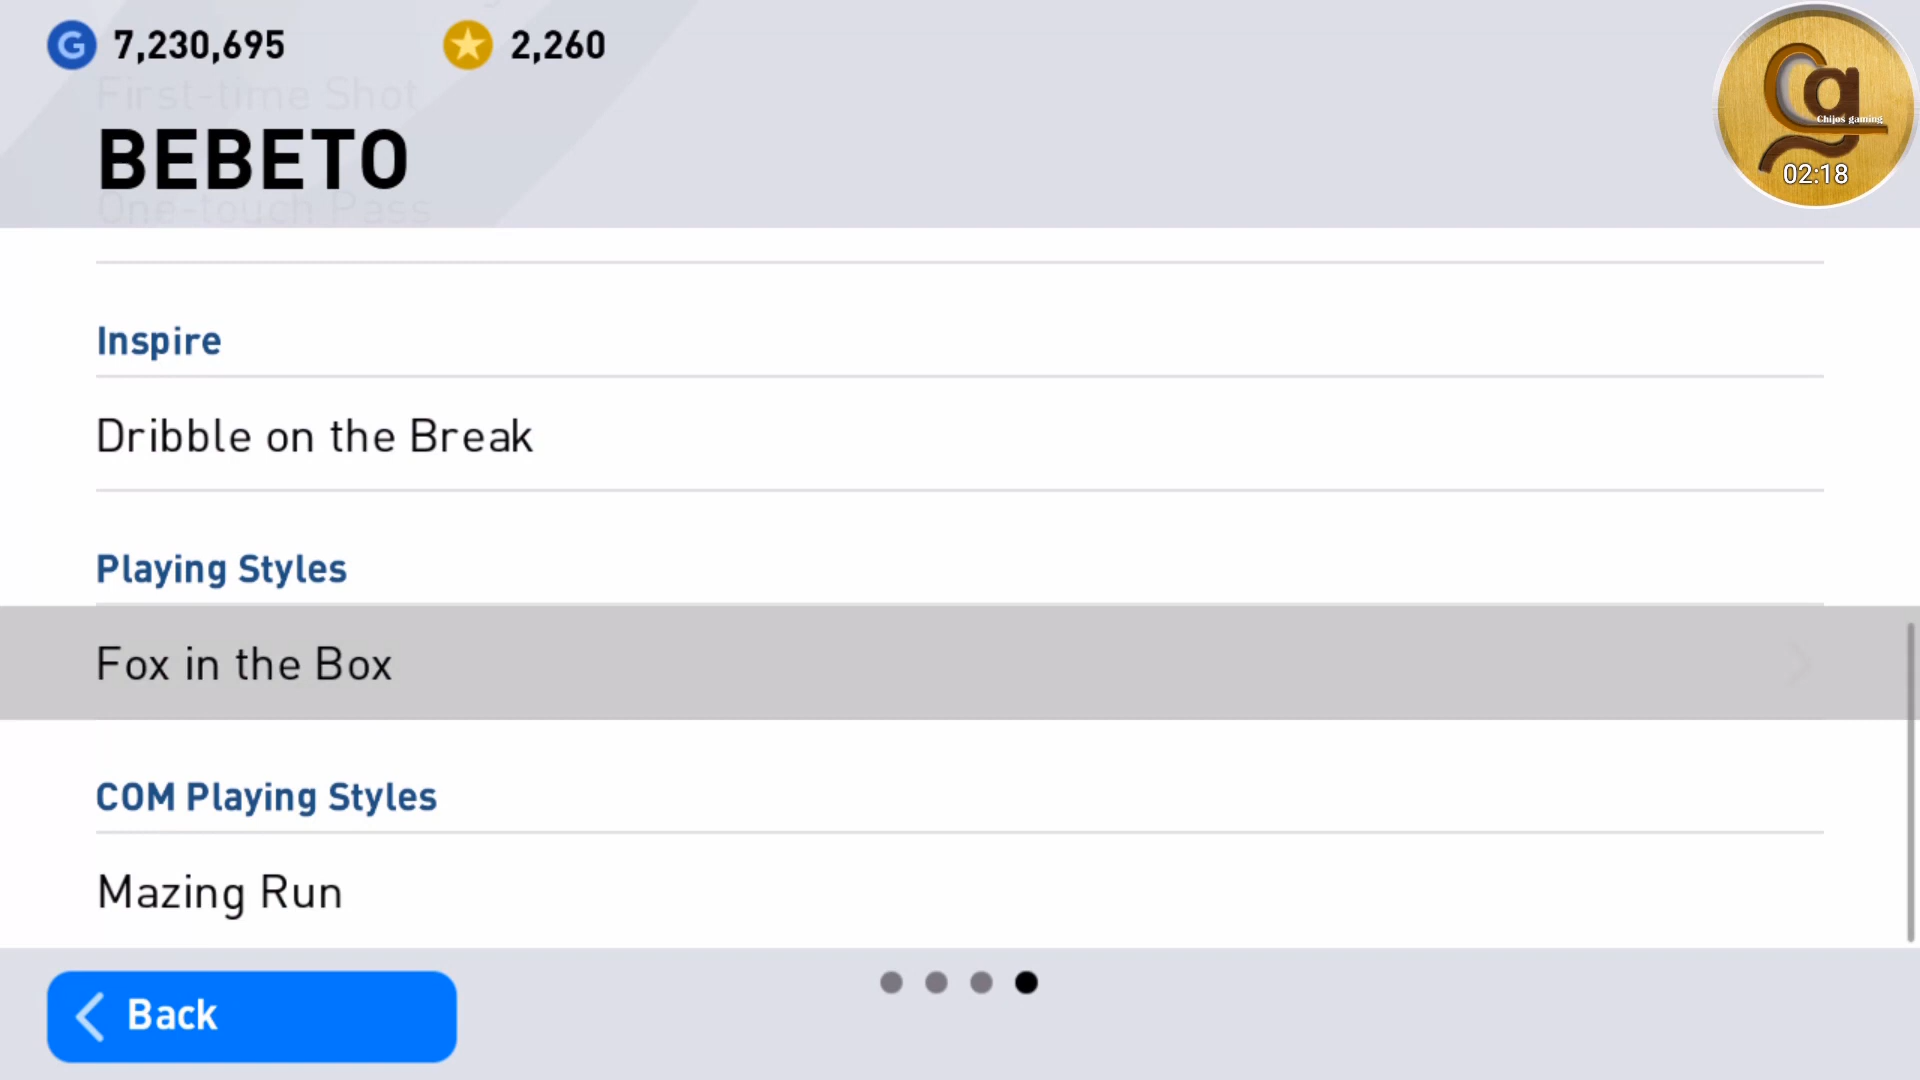 G 7,230,695 2,260
First-time Shot
BEBETO
One-touch Pass
Ca
Chijos gaming
02:18
Inspire
Dribble on the Break
Playing Styles
Fox in the Box
COM Playing Styles
Mazing Run
Back